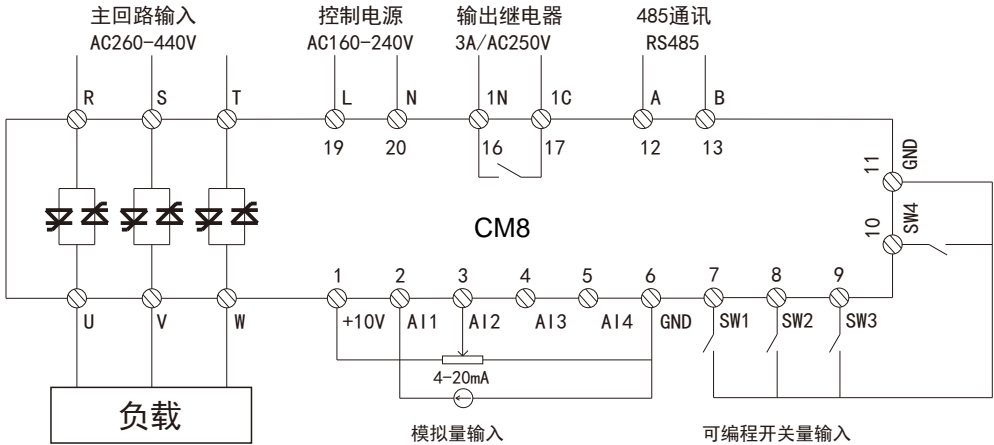 主回路输入 控制电源 输出继电器 485通讯
AC260-440V AC160-240V 3A/AC250V RS485
R S T L N 1N 1C A B
19 20 16 17 12 13
11 GND
10 SW4
CM8
1 2 3 4 5 6 7 8 9
U V W +10V AI1 AI2 AI3 AI4 GND SW1 SW2 SW3
4-20mA
负载
模拟量输入 可编程开关量输入